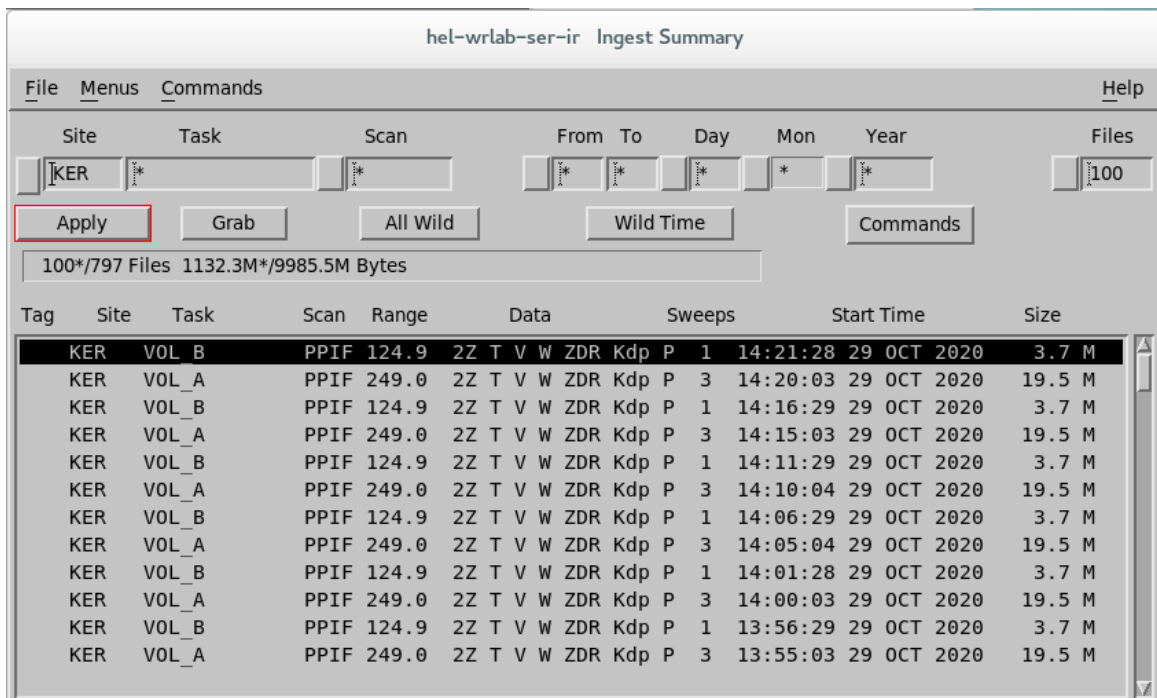 hel-wrlab-ser-ir Ingest Summary
File Menus Commands Help
Site Task Scan From To Day Mon Year Files
KER * * * * * * * 100
Apply Grab All Wild Wild Time Commands
100*/797 Files 1132.3M*/9985.5M Bytes
Tag Site Task Scan Range Data Sweeps Start Time Size
KER VOL_B PPIF 124.9 2Z T V W ZDR Kdp P 1 14:21:28 29 OCT 2020 3.7 M
KER VOL_A PPIF 249.0 2Z T V W ZDR Kdp P 3 14:20:03 29 OCT 2020 19.5 M
KER VOL_B PPIF 124.9 2Z T V W ZDR Kdp P 1 14:16:29 29 OCT 2020 3.7 M
KER VOL_A PPIF 249.0 2Z T V W ZDR Kdp P 3 14:15:03 29 OCT 2020 19.5 M
KER VOL_B PPIF 124.9 2Z T V W ZDR Kdp P 1 14:11:29 29 OCT 2020 3.7 M
KER VOL_A PPIF 249.0 2Z T V W ZDR Kdp P 3 14:10:04 29 OCT 2020 19.5 M
KER VOL_B PPIF 124.9 2Z T V W ZDR Kdp P 1 14:06:29 29 OCT 2020 3.7 M
KER VOL_A PPIF 249.0 2Z T V W ZDR Kdp P 3 14:05:04 29 OCT 2020 19.5 M
KER VOL_B PPIF 124.9 2Z T V W ZDR Kdp P 1 14:01:28 29 OCT 2020 3.7 M
KER VOL_A PPIF 249.0 2Z T V W ZDR Kdp P 3 14:00:03 29 OCT 2020 19.5 M
KER VOL_B PPIF 124.9 2Z T V W ZDR Kdp P 1 13:56:29 29 OCT 2020 3.7 M
KER VOL_A PPIF 249.0 2Z T V W ZDR Kdp P 3 13:55:03 29 OCT 2020 19.5 M